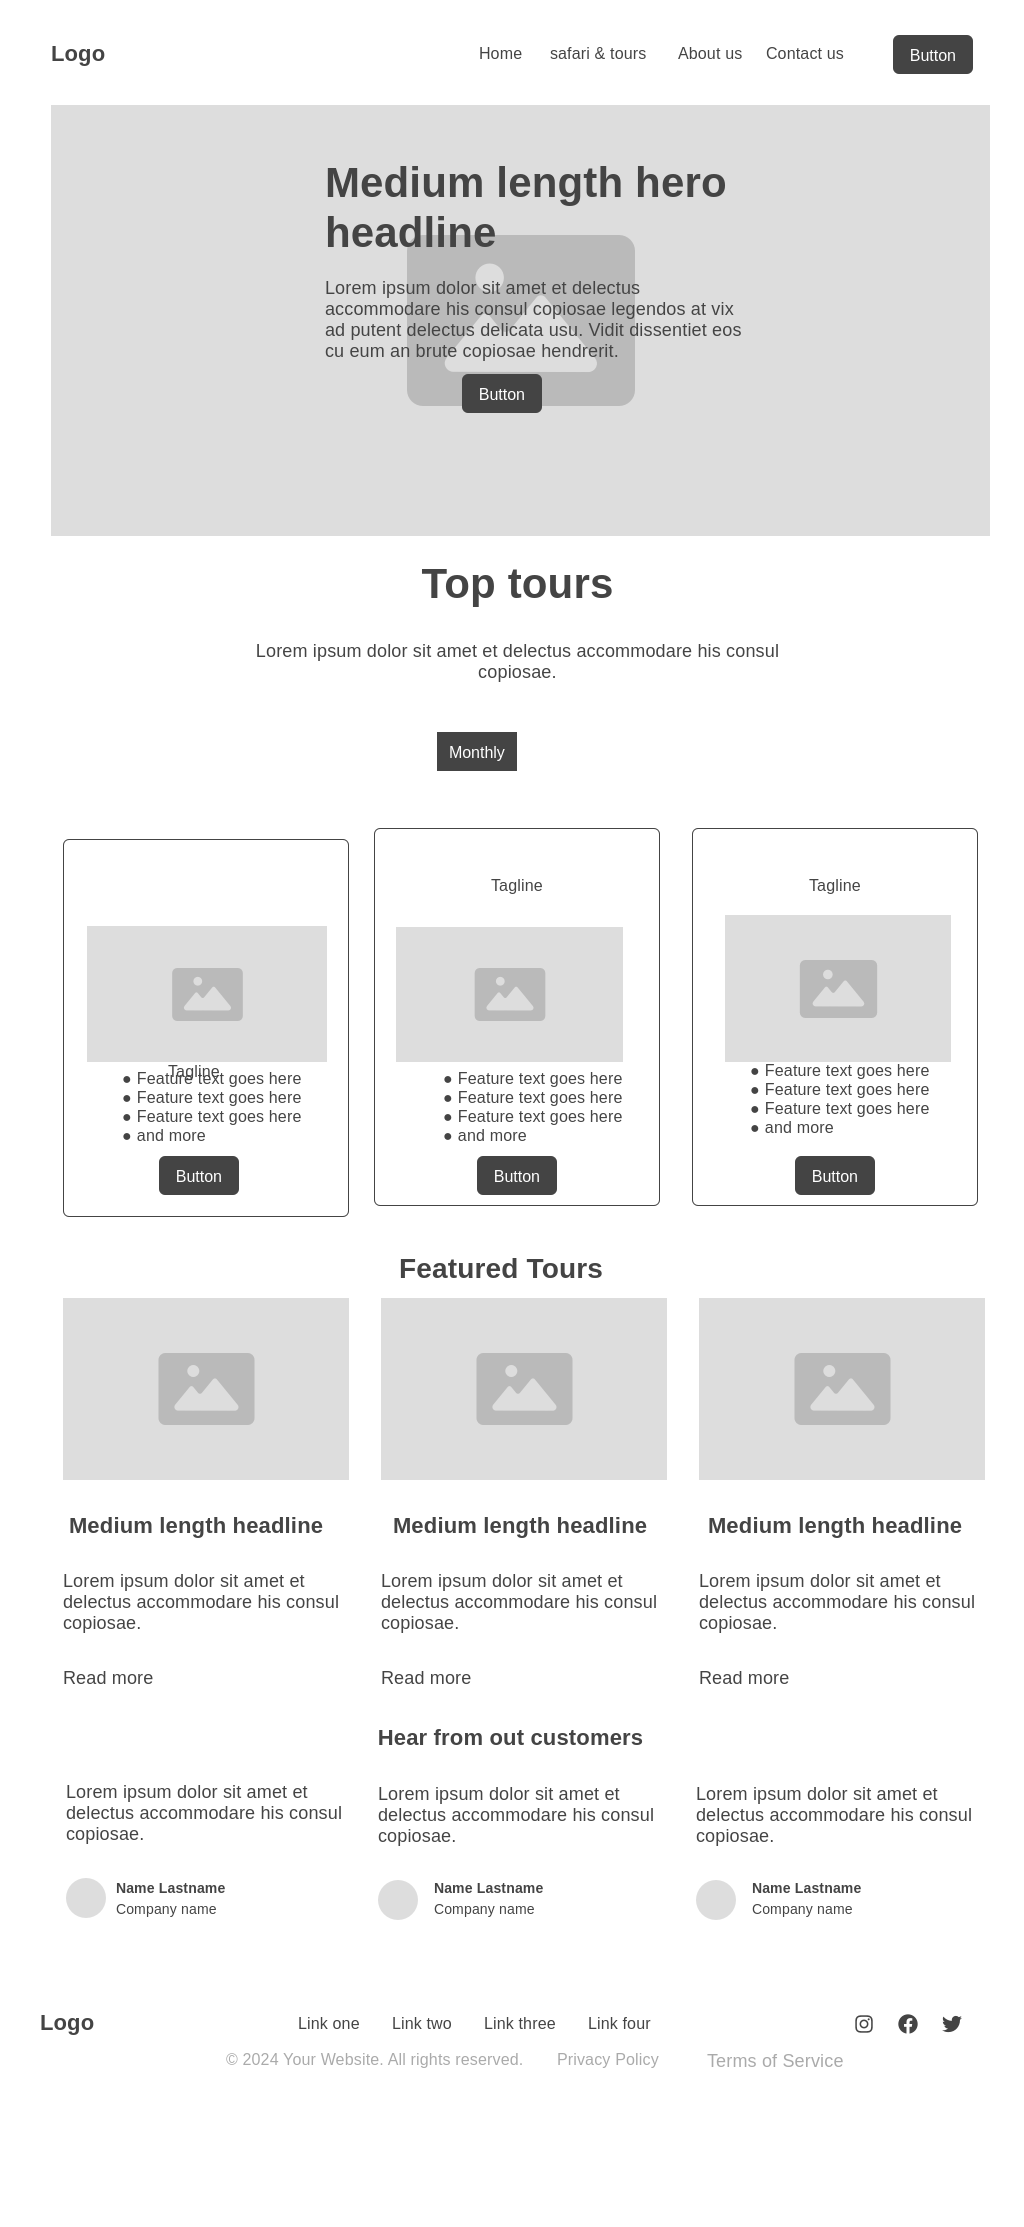 Logo
Home safari & tours About us Contact us Button
Medium length hero
headline
Lorem ipsum dolor sit amet et delectus
accommodare his consul copiosae legendos at vix
ad putent delectus delicata usu. Vidit dissentiet eos
cu eum an brute copiosae hendrerit.
Button
Top tours
Lorem ipsum dolor sit amet et delectus accommodare his consul
copiosae.
Monthly
Tagline
● Feature text goes here
● Feature text goes here
● Feature text goes here
● and more
Button
Tagline
● Feature text goes here
● Feature text goes here
● Feature text goes here
● and more
Button
Tagline
● Feature text goes here
● Feature text goes here
● Feature text goes here
● and more
Button
Featured Tours
Medium length headline
Lorem ipsum dolor sit amet et
delectus accommodare his consul
copiosae.
Read more
Medium length headline
Lorem ipsum dolor sit amet et
delectus accommodare his consul
copiosae.
Read more
Medium length headline
Lorem ipsum dolor sit amet et
delectus accommodare his consul
copiosae.
Read more
Hear from out customers
Lorem ipsum dolor sit amet et
delectus accommodare his consul
copiosae.
Name Lastname
Company name
Lorem ipsum dolor sit amet et
delectus accommodare his consul
copiosae.
Name Lastname
Company name
Lorem ipsum dolor sit amet et
delectus accommodare his consul
copiosae.
Name Lastname
Company name
Logo
Link one Link two Link three Link four
© 2024 Your Website. All rights reserved. Privacy Policy Terms of Service